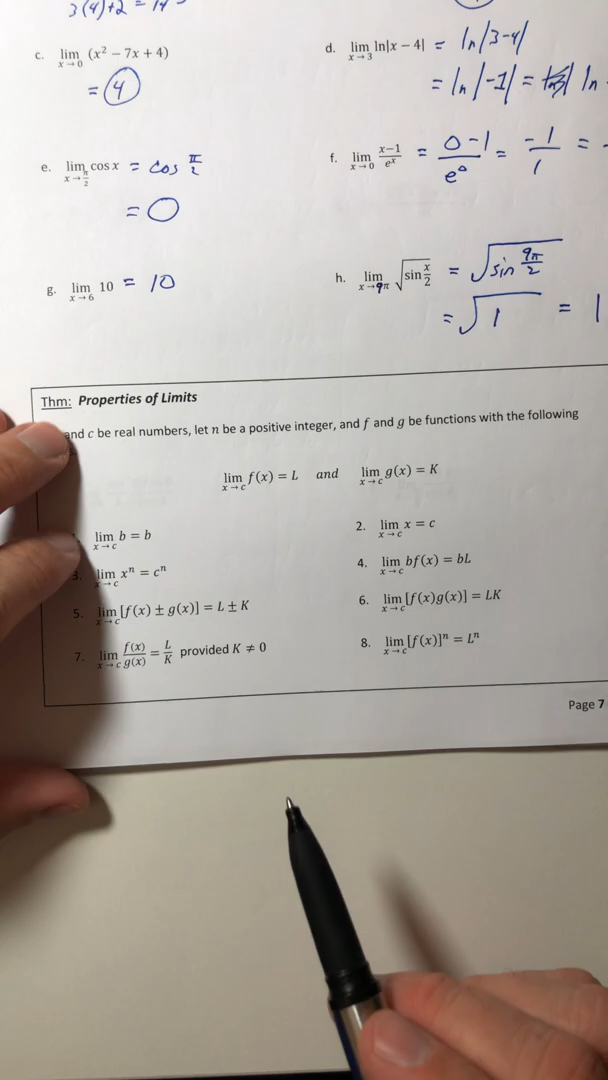 3(4)+2 = 14
c. lim x→0 (x² − 7x + 4)
= 4
d. lim x→3 ln|x − 4| = ln|3-4|
= ln|-1| = ln
e. lim x→π/2 cos x = cos π/2
= 0
f. lim x→0 (x−1)/eˣ = (0-1)/e⁰ = -1/1 = -
g. lim x→6 10 = 10
h. lim x→9π √(sin x/2) = √(sin 9π/2)
= √1 = 1
Thm: Properties of Limits
and c be real numbers, let n be a positive integer, and f and g be functions with the following
lim x→c f(x) = L and lim x→c g(x) = K
lim x→c b = b
2. lim x→c x = c
3. lim x→c xⁿ = cⁿ
4. lim x→c bf(x) = bL
5. lim x→c [f(x) ± g(x)] = L ± K
6. lim x→c [f(x)g(x)] = LK
7. lim x→c f(x)/g(x) = L/K provided K ≠ 0
8. lim x→c [f(x)]ⁿ = Lⁿ
Page 7